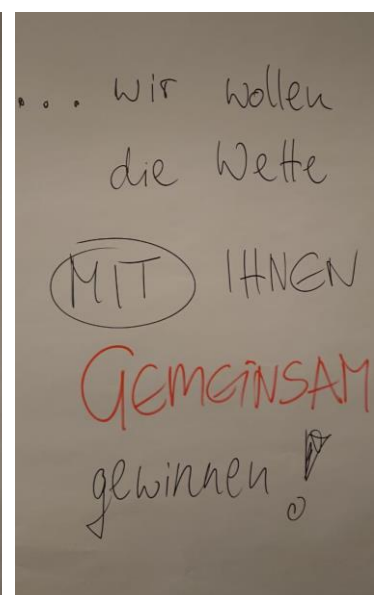 ... wir wollen
die Wette
MIT IHNEN
GEMEINSAM
gewinnen!